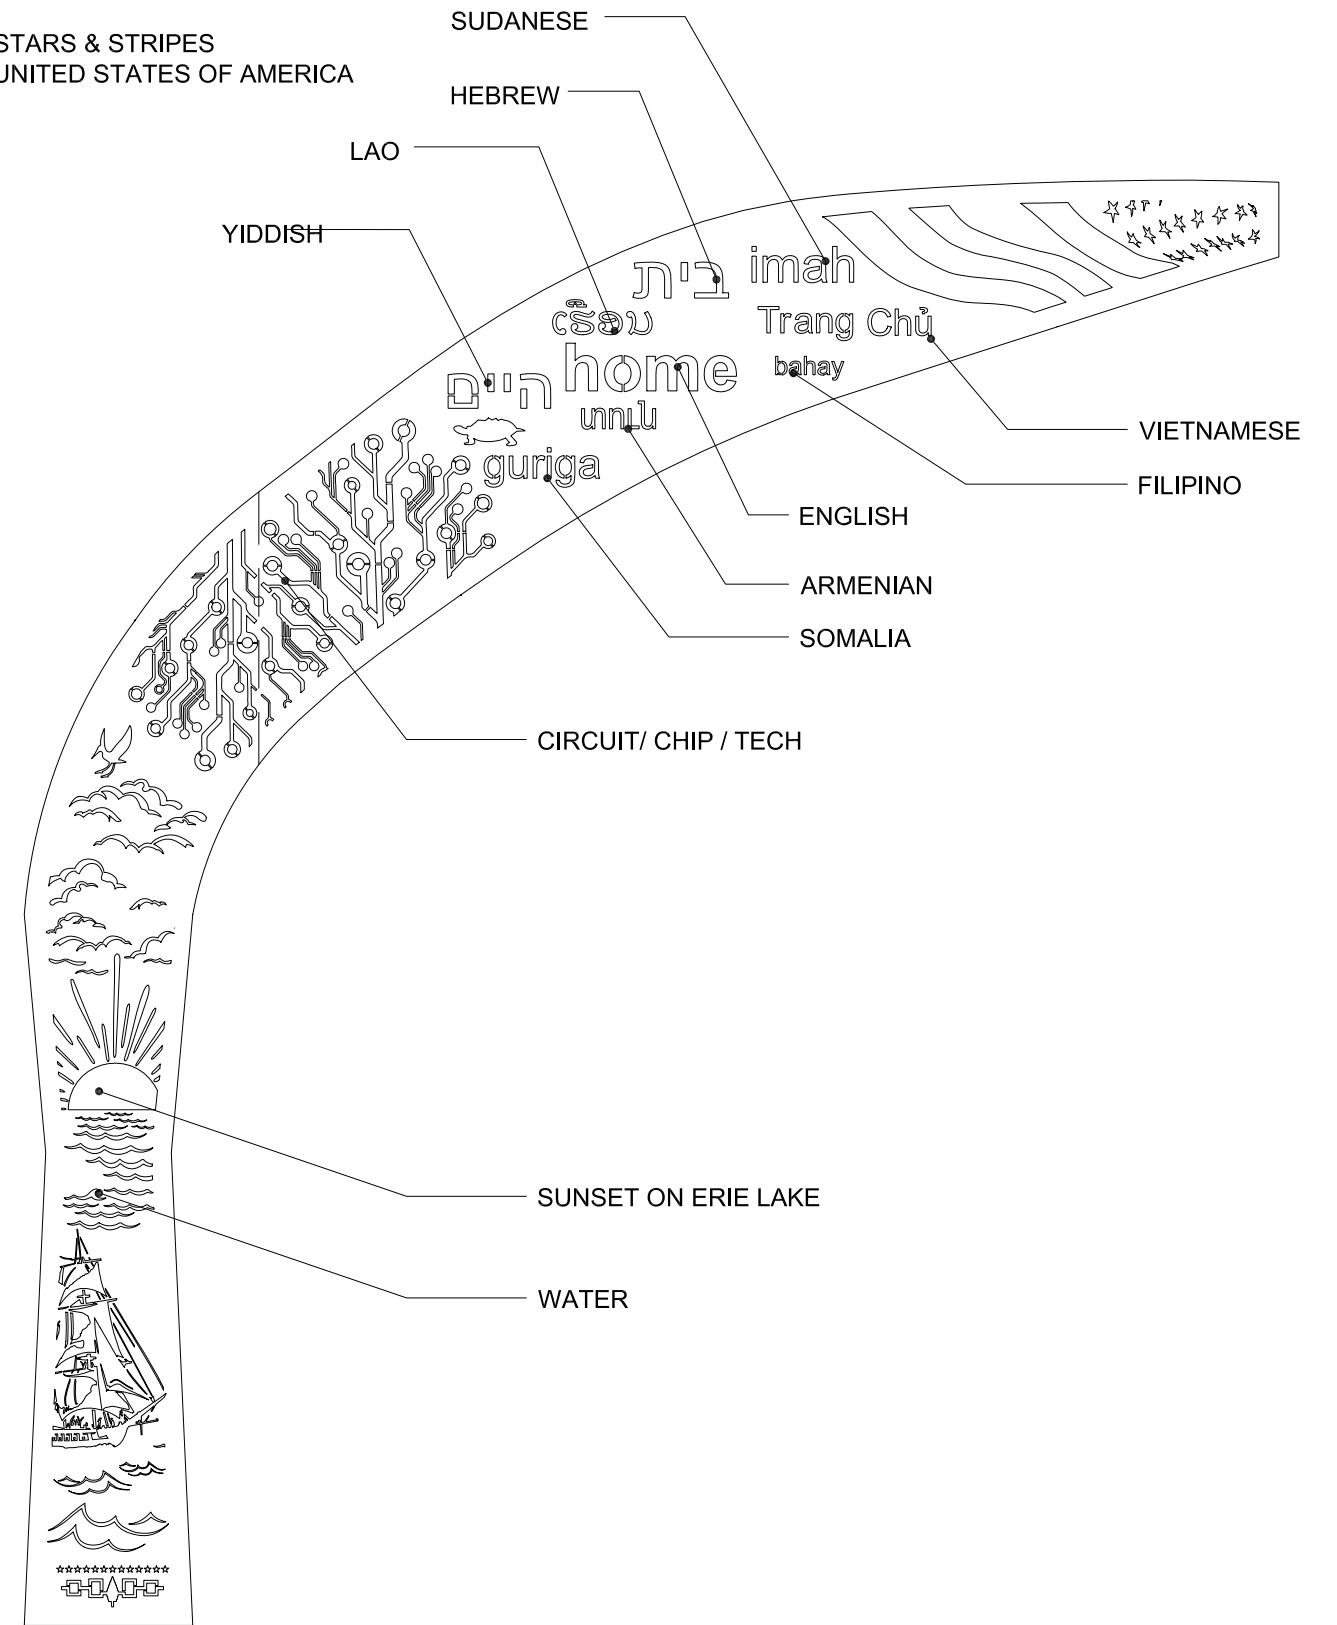 STARS & STRIPES
UNITED STATES OF AMERICA
SUDANESE
HEBREW
LAO
YIDDISH
בית
imah
ເຮືອນ
Trang Chủ
home
bahay
היים
տուն
guriga
VIETNAMESE
FILIPINO
ENGLISH
ARMENIAN
SOMALIA
CIRCUIT/ CHIP / TECH
SUNSET ON ERIE LAKE
WATER